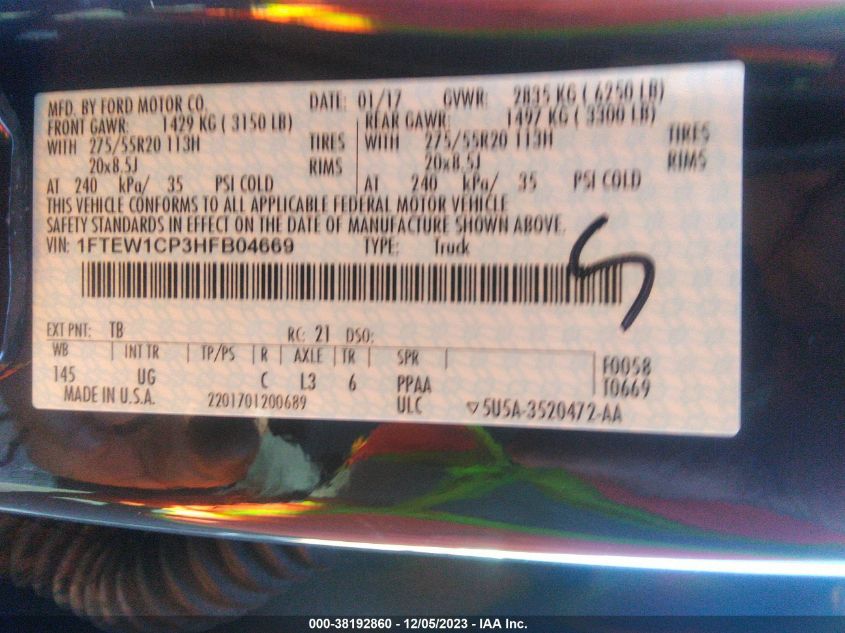 MFD. BY FORD MOTOR CO. DATE: 01/17 GVWR: 2835 KG ( 6250 LB)
FRONT GAWR: 1429 KG ( 3150 LB) REAR GAWR: 1497 KG ( 3300 LB)
WITH 275/55R20 113H TIRES WITH 275/55R20 113H TIRES
20x8.5J RIMS 20x8.5J RIMS
AT 240 kPa/ 35 PSI COLD AT 240 kPa/ 35 PSI COLD
THIS VEHICLE CONFORMS TO ALL APPLICABLE FEDERAL MOTOR VEHICLE
SAFETY STANDARDS IN EFFECT ON THE DATE OF MANUFACTURE SHOWN ABOVE.
VIN: 1FTEW1CP3HFB04669 TYPE: Truck
EXT PNT: TB RC: 21 DSO:
WB INT TR TP/PS R AXLE TR SPR F0058
145 UG C L3 6 PPAA T0669
MADE IN U.S.A. 2201701200689 ULC ▽5U5A-3520472-AA
000-38192860 - 12/05/2023 - IAA Inc.